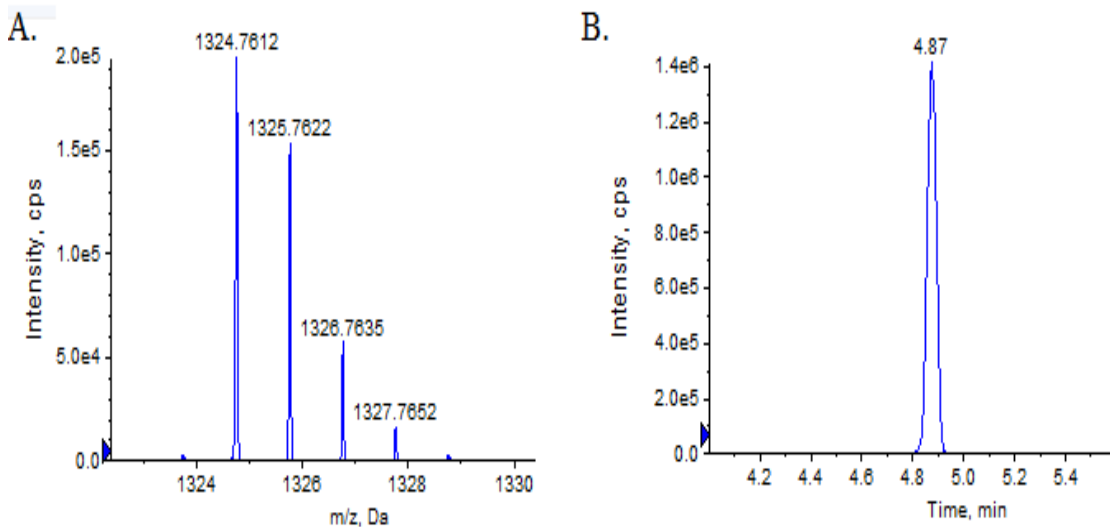 A.
1324.7612
1325.7622
1326.7635
1327.7652
2.0e5
1.5e5
1.0e5
5.0e4
0.0
Intensity, cps
1324
1326
1328
1330
m/z, Da
B.
4.87
1.4e6
1.2e6
1.0e6
8.0e5
6.0e5
4.0e5
2.0e5
0.0
Intensity, cps
4.2
4.4
4.6
4.8
5.0
5.2
5.4
Time, min